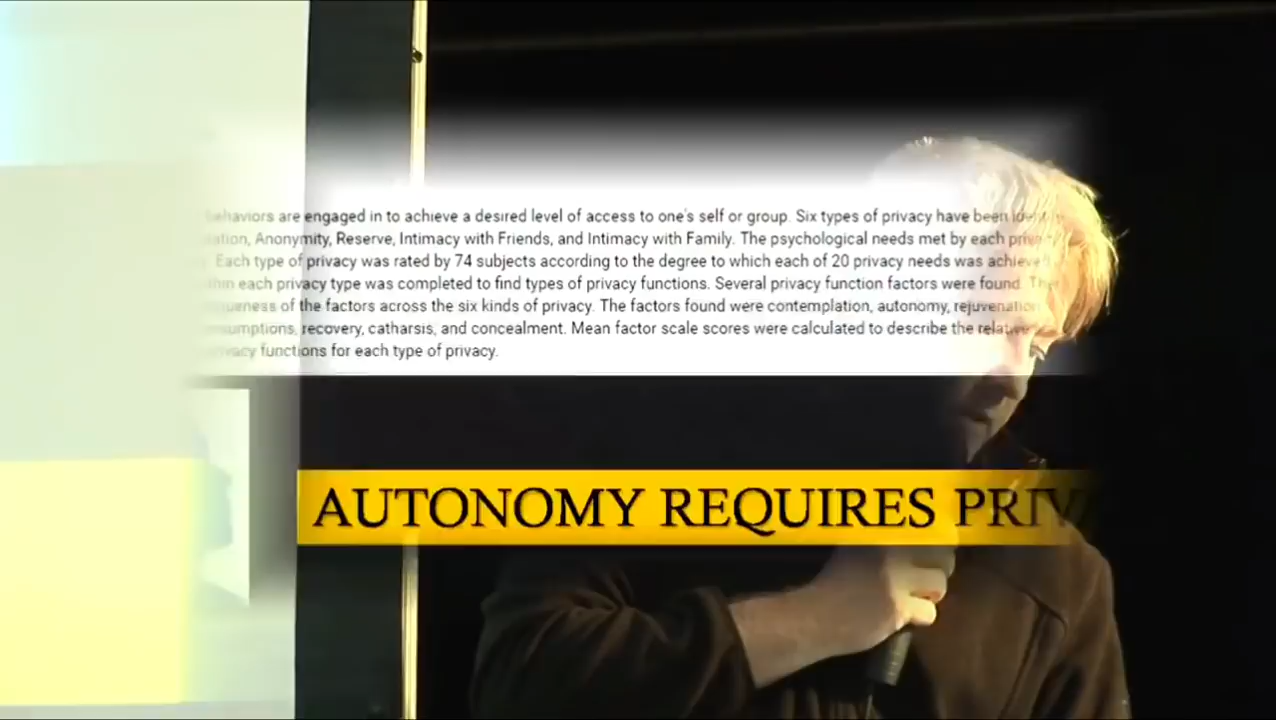 behaviors are engaged in to achieve a desired level of access to one's self or group. Six types of privacy have been
Anonymity, Reserve, Intimacy with Friends, and Intimacy with Family. The psychological needs met by each
Each type of privacy was rated by 74 subjects according to the degree to which each of 20 privacy needs was achieved
each privacy type was completed to find types of privacy functions. Several privacy function factors were found.
of the factors across the six kinds of privacy. The factors found were contemplation, autonomy, rejuvenation
recovery, catharsis, and concealment. Mean factor scale scores were calculated to describe the
functions for each type of privacy.
AUTONOMY REQUIRES PRIV